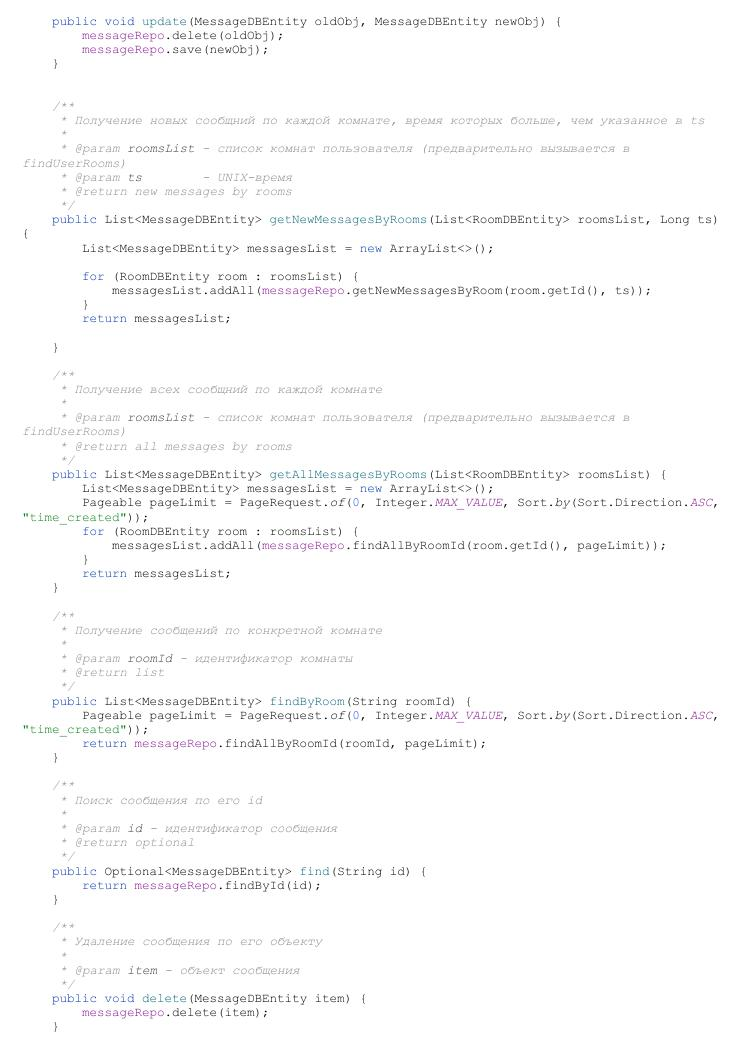 public void update(MessageDBEntity oldObj, MessageDBEntity newObj) {
messageRepo.delete(oldObj);
messageRepo.save(newObj);
}
/**
* Получение новых сообщний по каждой комнате, время которых больше, чем указанное в ts
*
* @param roomsList - список комнат пользователя (предварительно вызывается в
findUserRooms)
* @param ts - UNIX-время
* @return new messages by rooms
*/
public List<MessageDBEntity> getNewMessagesByRooms(List<RoomDBEntity> roomsList, Long ts)
{
List<MessageDBEntity> messagesList = new ArrayList<>();
for (RoomDBEntity room : roomsList) {
messagesList.addAll(messageRepo.getNewMessagesByRoom(room.getId(), ts));
}
return messagesList;
}
/**
* Получение всех сообщний по каждой комнате
*
* @param roomsList - список комнат пользователя (предварительно вызывается в
findUserRooms)
* @return all messages by rooms
*/
public List<MessageDBEntity> getAllMessagesByRooms(List<RoomDBEntity> roomsList) {
List<MessageDBEntity> messagesList = new ArrayList<>();
Pageable pageLimit = PageRequest.of(0, Integer.MAX_VALUE, Sort.by(Sort.Direction.ASC,
"time_created"));
for (RoomDBEntity room : roomsList) {
messagesList.addAll(messageRepo.findAllByRoomId(room.getId(), pageLimit));
}
return messagesList;
}
/**
* Получение сообщений по конкретной комнате
*
* @param roomId - идентификатор комнаты
* @return list
*/
public List<MessageDBEntity> findByRoom(String roomId) {
Pageable pageLimit = PageRequest.of(0, Integer.MAX_VALUE, Sort.by(Sort.Direction.ASC,
"time_created"));
return messageRepo.findAllByRoomId(roomId, pageLimit);
}
/**
* Поиск сообщения по его id
*
* @param id - идентификатор сообщения
* @return optional
*/
public Optional<MessageDBEntity> find(String id) {
return messageRepo.findById(id);
}
/**
* Удаление сообщения по его объекту
*
* @param item - объект сообщения
*/
public void delete(MessageDBEntity item) {
messageRepo.delete(item);
}